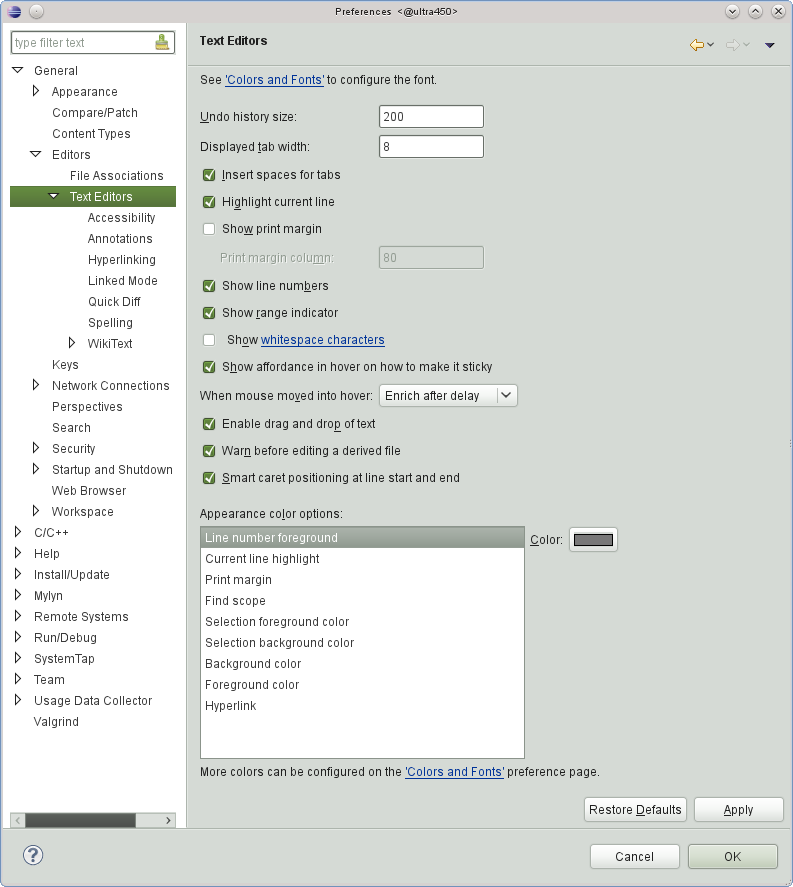 Preferences <@ultra450>
type filter text
General
Appearance
Compare/Patch
Content Types
Editors
File Associations
Text Editors
Accessibility
Annotations
Hyperlinking
Linked Mode
Quick Diff
Spelling
WikiText
Keys
Network Connections
Perspectives
Search
Security
Startup and Shutdown
Web Browser
Workspace
C/C++
Help
Install/Update
Mylyn
Remote Systems
Run/Debug
SystemTap
Team
Usage Data Collector
Valgrind
Text Editors
See 'Colors and Fonts' to configure the font.
Undo history size: 200
Displayed tab width: 8
Insert spaces for tabs
Highlight current line
Show print margin
Print margin column: 80
Show line numbers
Show range indicator
Show whitespace characters
Show affordance in hover on how to make it sticky
When mouse moved into hover: Enrich after delay
Enable drag and drop of text
Warn before editing a derived file
Smart caret positioning at line start and end
Appearance color options:
Line number foreground
Color:
Current line highlight
Print margin
Find scope
Selection foreground color
Selection background color
Background color
Foreground color
Hyperlink
More colors can be configured on the 'Colors and Fonts' preference page.
Restore Defaults Apply
? Cancel OK